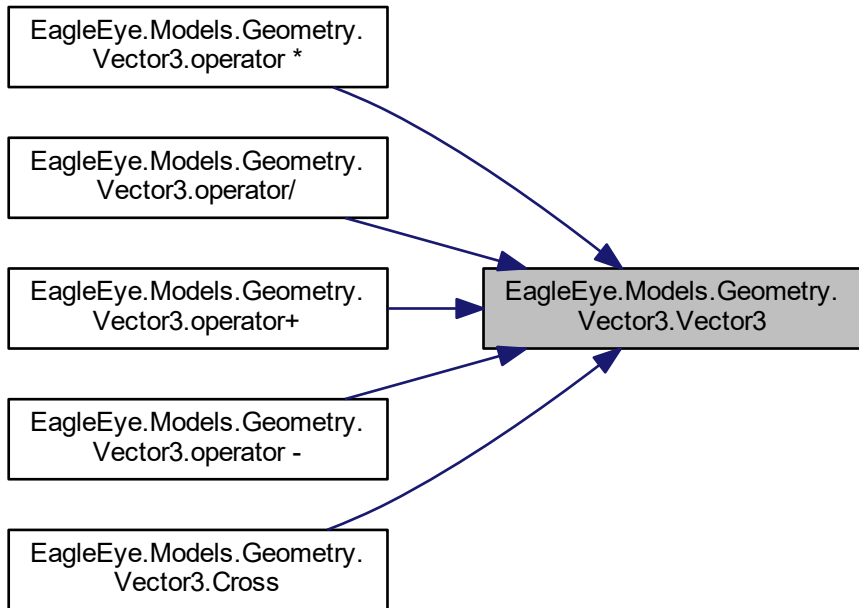 EagleEye.Models.Geometry.
Vector3.operator *
EagleEye.Models.Geometry.
Vector3.operator/
EagleEye.Models.Geometry.
Vector3.operator+
EagleEye.Models.Geometry.
Vector3.Vector3
EagleEye.Models.Geometry.
Vector3.operator -
EagleEye.Models.Geometry.
Vector3.Cross